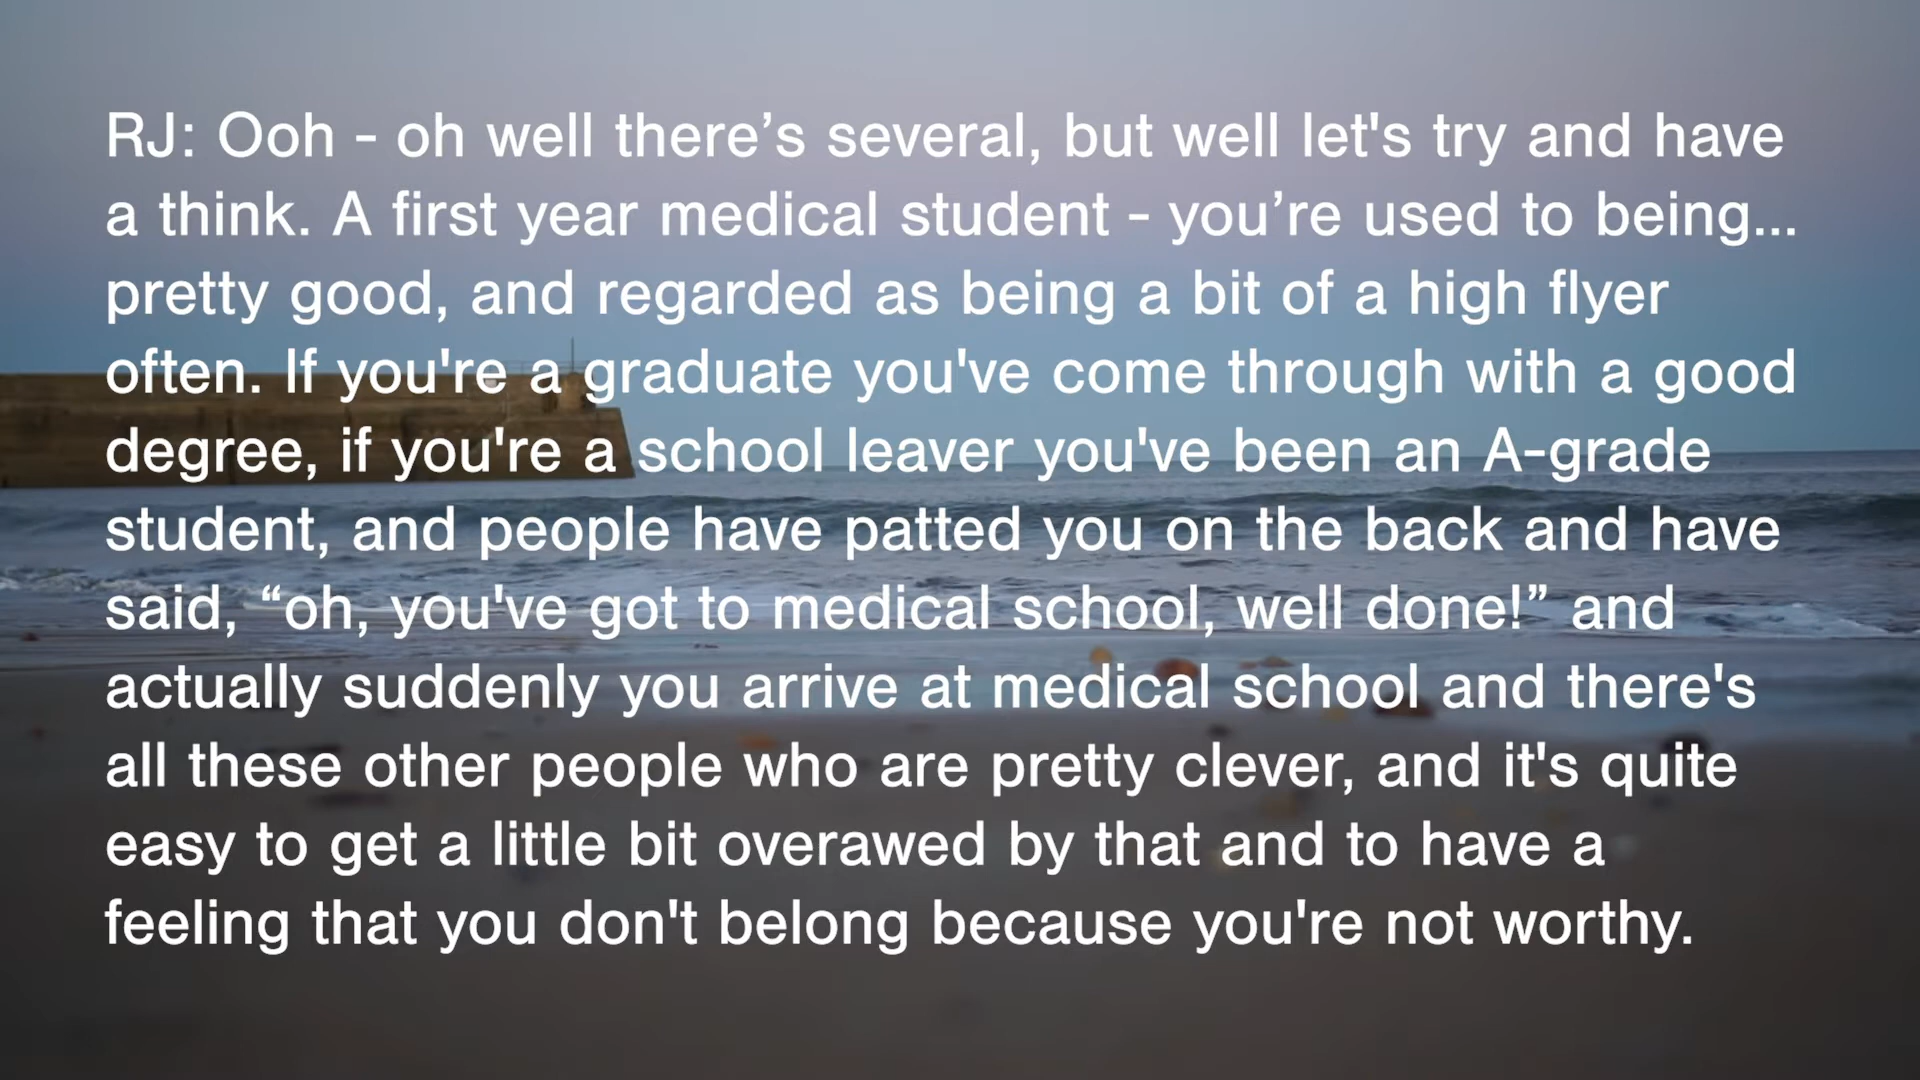 RJ: Ooh - oh well there’s several, but well let's try and have
a think. A first year medical student - you’re used to being...
pretty good, and regarded as being a bit of a high flyer
often. If you're a graduate you've come through with a good
degree, if you're a school leaver you've been an A-grade
student, and people have patted you on the back and have
said, “oh, you've got to medical school, well done!” and
actually suddenly you arrive at medical school and there's
all these other people who are pretty clever, and it's quite
easy to get a little bit overawed by that and to have a
feeling that you don't belong because you're not worthy.